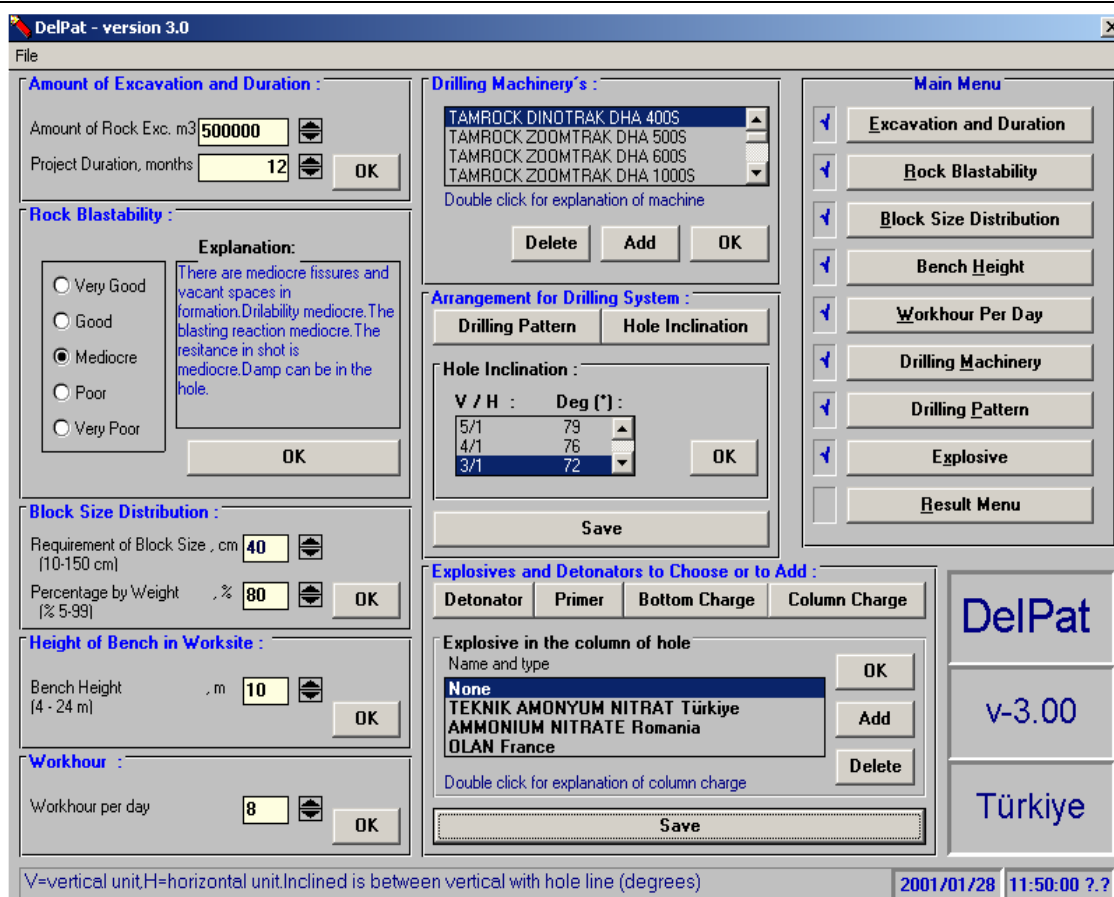 DelPat - version 3.0
File
Amount of Excavation and Duration :
Amount of Rock Exc. m3 500000
Project Duration, months 12
OK
Rock Blastability :
Explanation:
Very Good
Good
Mediocre
Poor
Very Poor
There are mediocre fissures and
vacant spaces in
formation.Drilability mediocre.The
blasting reaction mediocre.The
resitance in shot is
mediocre.Damp can be in the
hole.
OK
Block Size Distribution :
Requirement of Block Size , cm 40
(10-150 cm)
Percentage by Weight , % 80
(% 5-99)
OK
Height of Bench in Worksite :
Bench Height , m 10
(4 - 24 m)
OK
Workhour :
Workhour per day 8
OK
Drilling Machinery´s :
TAMROCK DINOTRAK DHA 400S
TAMROCK ZOOMTRAK DHA 500S
TAMROCK ZOOMTRAK DHA 600S
TAMROCK ZOOMTRAK DHA 1000S
Double click for explanation of machine
Delete Add OK
Arrangement for Drilling System :
Drilling Pattern Hole Inclination
Hole Inclination :
V / H : Deg (°) :
5/1 79
4/1 76
3/1 72
OK
Save
Explosives and Detonators to Choose or to Add :
Detonator Primer Bottom Charge Column Charge
Explosive in the column of hole
Name and type
None
TEKNIK AMONYUM NITRAT Türkiye
AMMONIUM NITRATE Romania
OLAN France
Double click for explanation of column charge
OK
Add
Delete
Save
Main Menu
Excavation and Duration
Rock Blastability
Block Size Distribution
Bench Height
Workhour Per Day
Drilling Machinery
Drilling Pattern
Explosive
Result Menu
DelPat
v-3.00
Türkiye
V=vertical unit,H=horizontal unit.Inclined is between vertical with hole line (degrees)
2001/01/28 11:50:00 ?.?